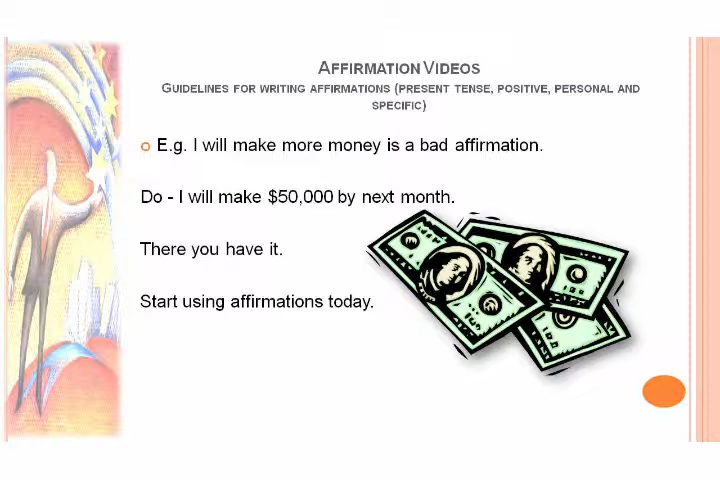 AFFIRMATION VIDEOS
GUIDELINES FOR WRITING AFFIRMATIONS (PRESENT TENSE, POSITIVE, PERSONAL AND
SPECIFIC)
E.g. I will make more money is a bad affirmation.
Do - I will make $50,000 by next month.
There you have it.
Start using affirmations today.